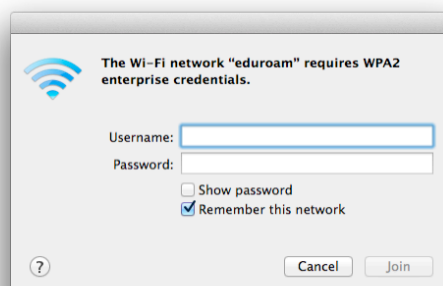 The Wi-Fi network “eduroam” requires WPA2
enterprise credentials.
Username:
Password:
Show password
Remember this network
?
Cancel
Join